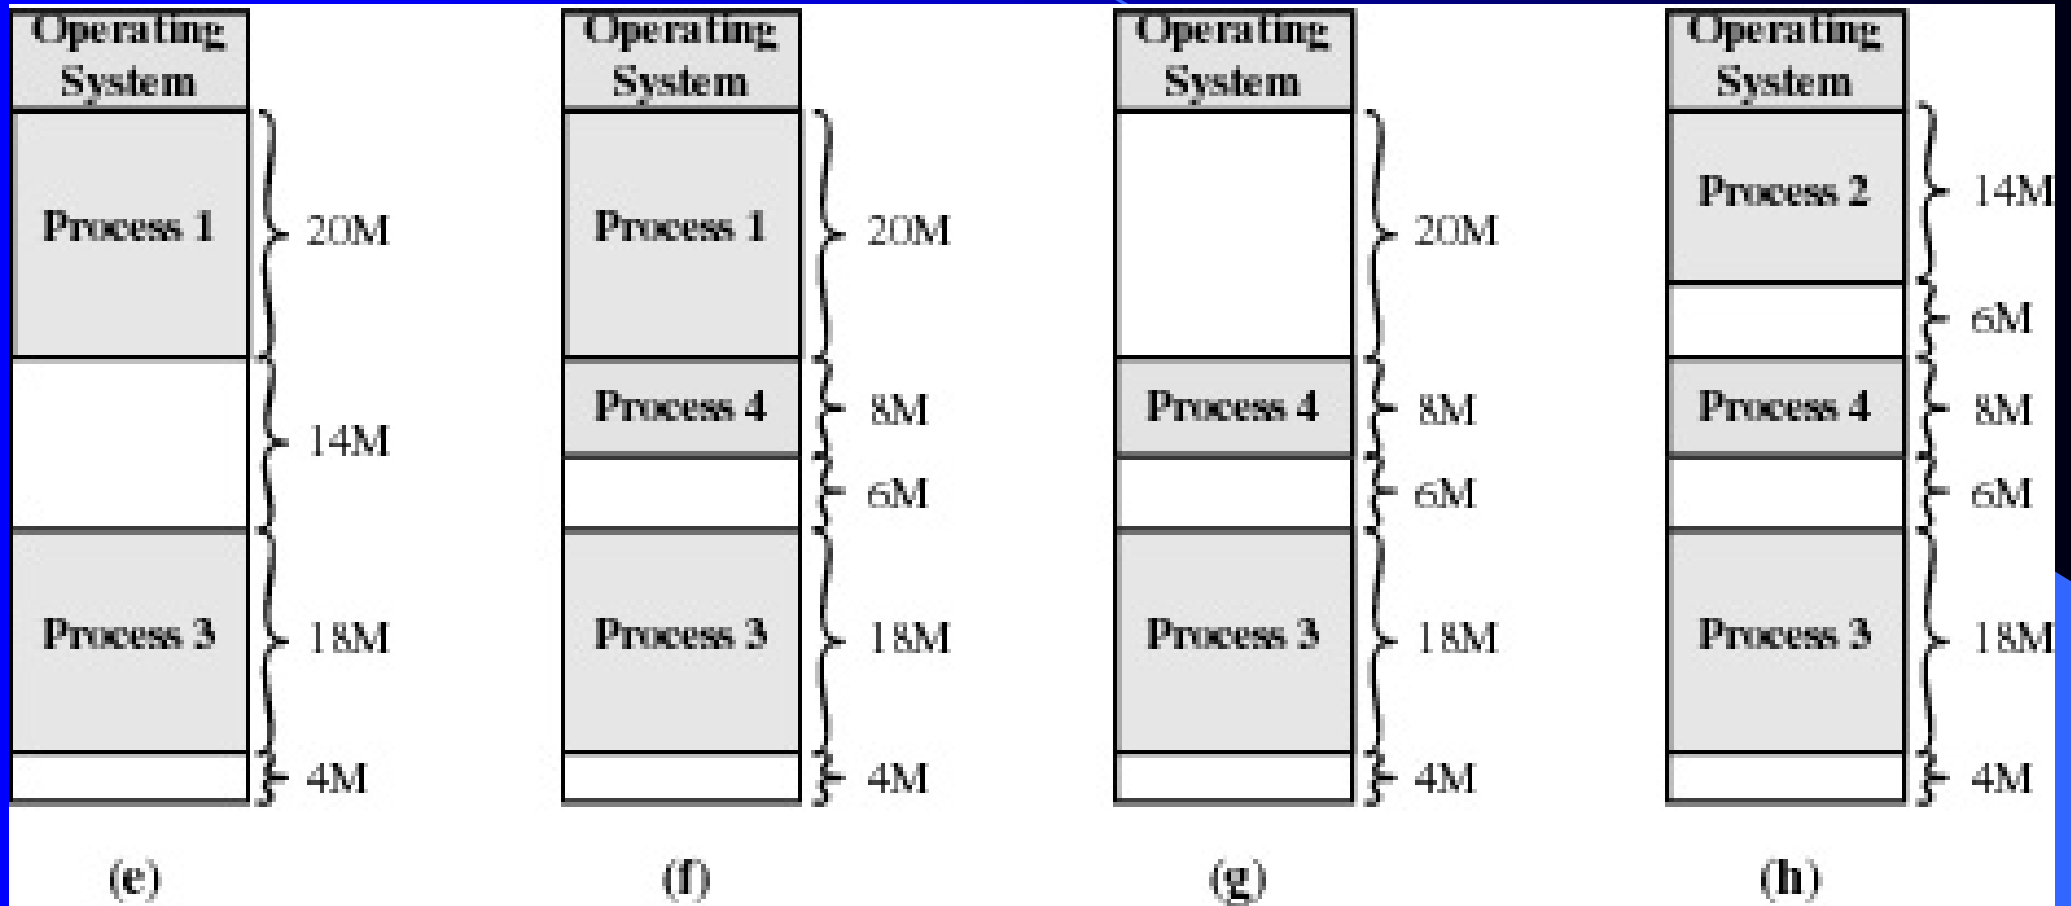 Operating
System
Process 1
20M
14M
Process 3
18M
4M
(e)
Operating
System
Process 1
20M
Process 4
8M
6M
Process 3
18M
4M
(f)
Operating
System
20M
Process 4
8M
6M
Process 3
18M
4M
(g)
Operating
System
Process 2
14M
6M
Process 4
8M
6M
Process 3
18M
4M
(h)